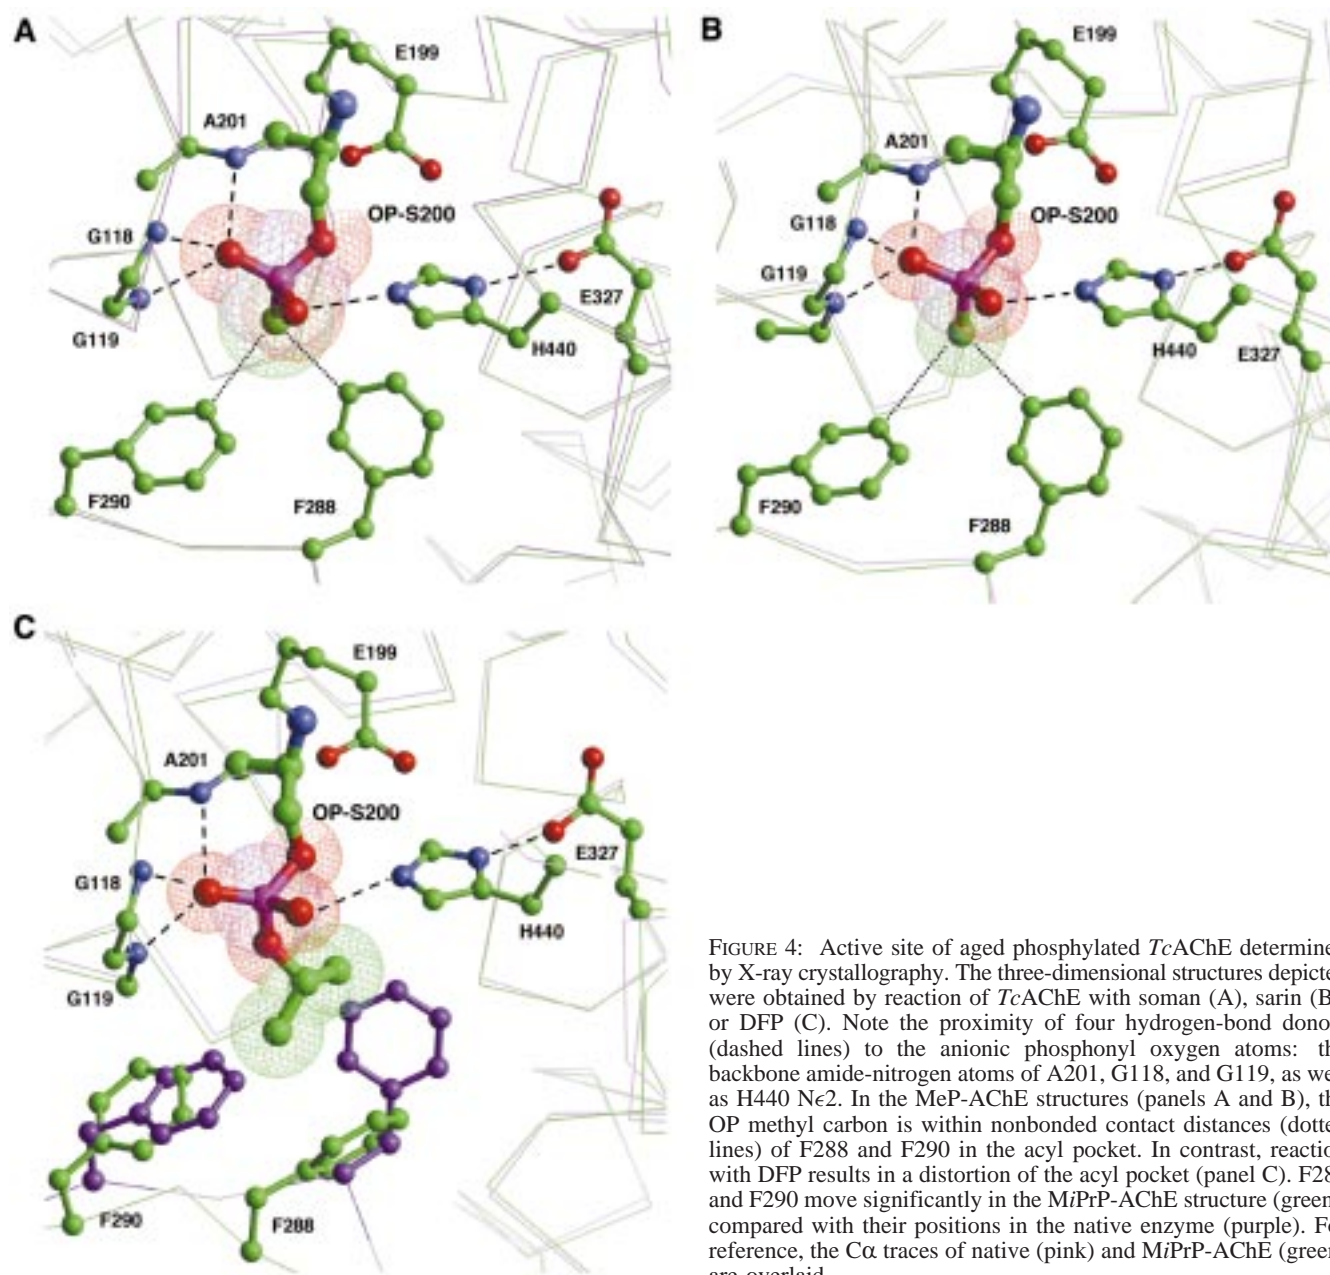 A
E199
A201
OP-S200
G118
G119
E327
H440
F290
F288
B
E199
A201
OP-S200
G118
G119
H440
E327
F290
F288
C
E199
A201
OP-S200
G118
G119
E327
H440
F290
F288
FIGURE 4: Active site of aged phosphylated TcAChE determine
by X-ray crystallography. The three-dimensional structures depicte
were obtained by reaction of TcAChE with soman (A), sarin (B
or DFP (C). Note the proximity of four hydrogen-bond dono
(dashed lines) to the anionic phosphonyl oxygen atoms: th
backbone amide-nitrogen atoms of A201, G118, and G119, as we
as H440 Nϵ2. In the MeP-AChE structures (panels A and B), th
OP methyl carbon is within nonbonded contact distances (dotte
lines) of F288 and F290 in the acyl pocket. In contrast, reactio
with DFP results in a distortion of the acyl pocket (panel C). F28
and F290 move significantly in the MiPrP-AChE structure (green
compared with their positions in the native enzyme (purple). Fo
reference, the Cα traces of native (pink) and MiPrP-AChE (green
are overlaid